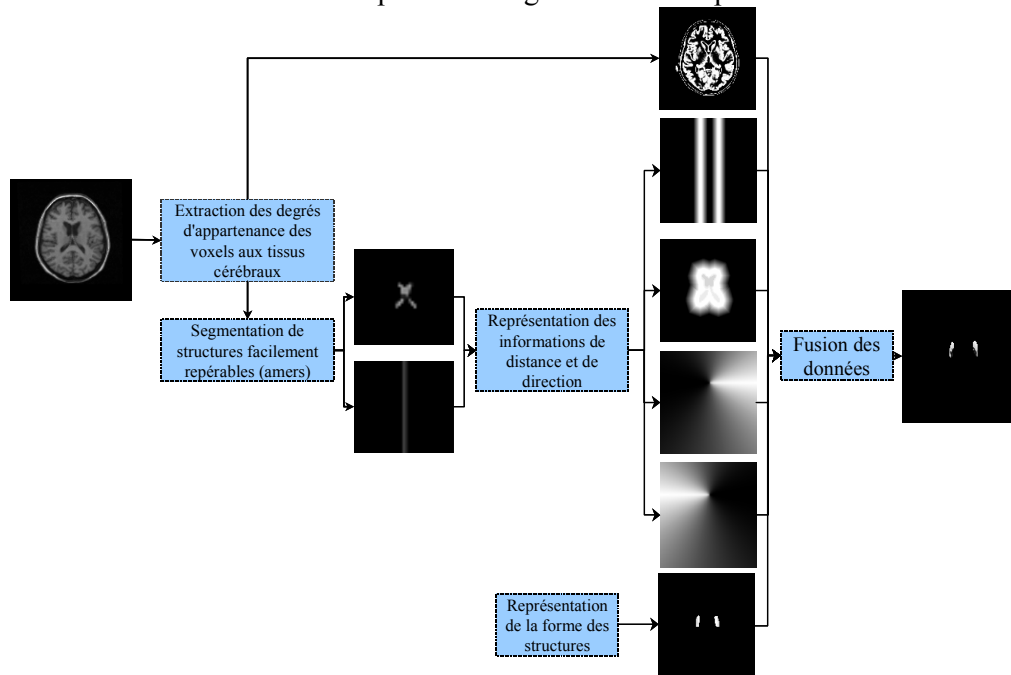 Extraction des degrés
d'appartenance des
voxels aux tissus
cérébraux
Segmentation de
structures facilement
repérables (amers)
Représentation des
informations de
distance et de
direction
Fusion des
données
Représentation
de la forme des
structures